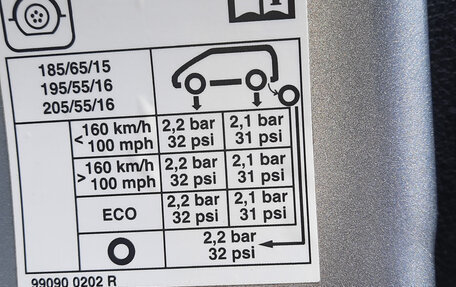 185/65/15
195/55/16
205/55/16
< 160 km/h 2,2 bar 2,1 bar
100 mph 32 psi 31 psi
> 160 km/h 2,2 bar 2,1 bar
100 mph 32 psi 31 psi
ECO 2,2 bar 2,1 bar
32 psi 31 psi
2,2 bar
32 psi
99090 0202 R